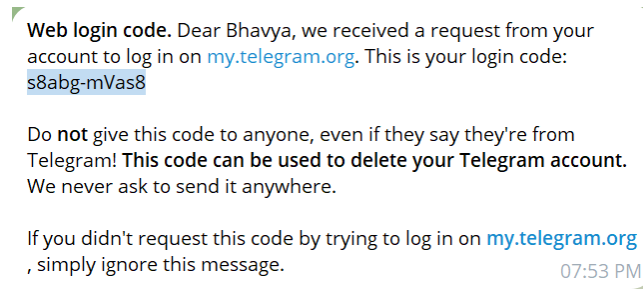 Web login code. Dear Bhavya, we received a request from your
account to log in on my.telegram.org. This is your login code:
s8abg-mVas8
Do not give this code to anyone, even if they say they're from
Telegram! This code can be used to delete your Telegram account.
We never ask to send it anywhere.
If you didn't request this code by trying to log in on my.telegram.org
, simply ignore this message.
07:53 PM